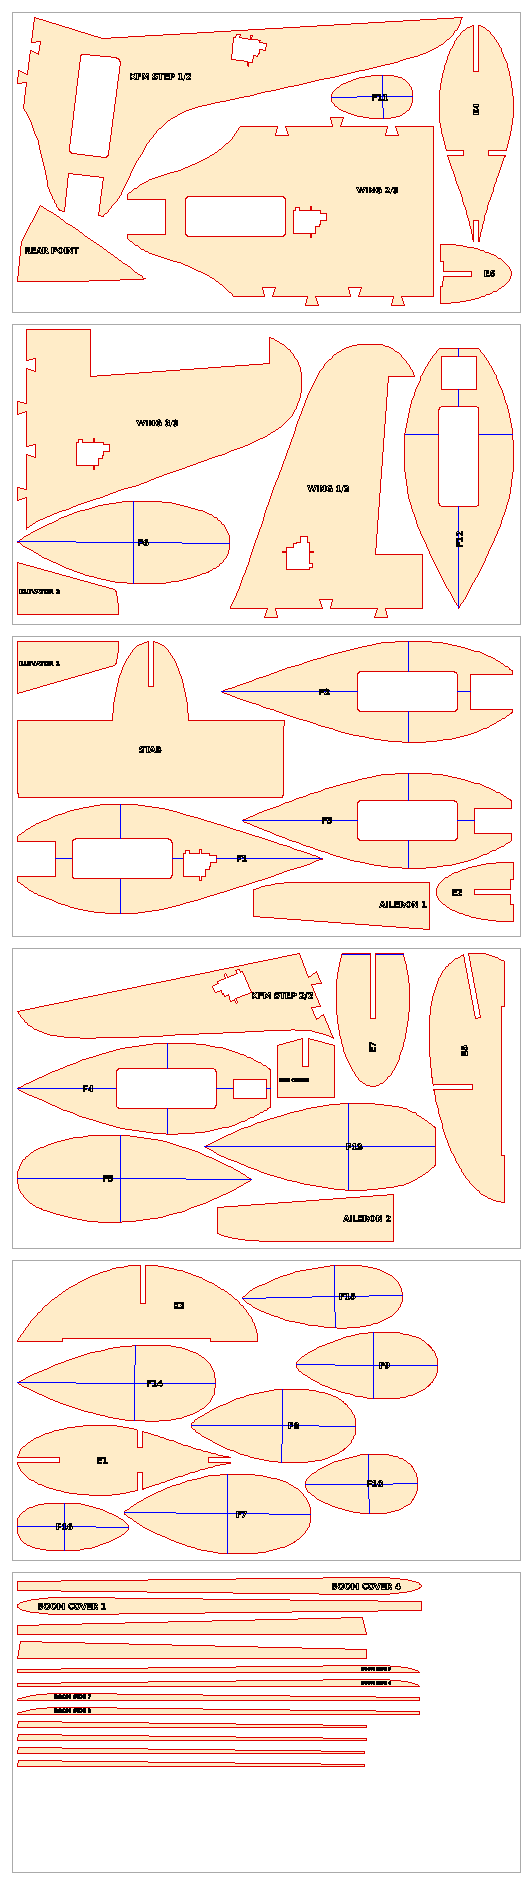 KFM STEP 1/2
F11
E4
WING 2/3
REAR POINT
E6
WING 3/3
WING 1/3
F6
F12
ELEVATOR 2
ELEVATOR 1
F2
STAB
F3
F1
E2
AILERON 1
KFM STEP 2/2
E7
E5
F4
F13
F5
AILERON 2
E3
F15
F9
F14
F8
E1
F10
F7
F16
BOOM COVER 4
BOOM COVER 1